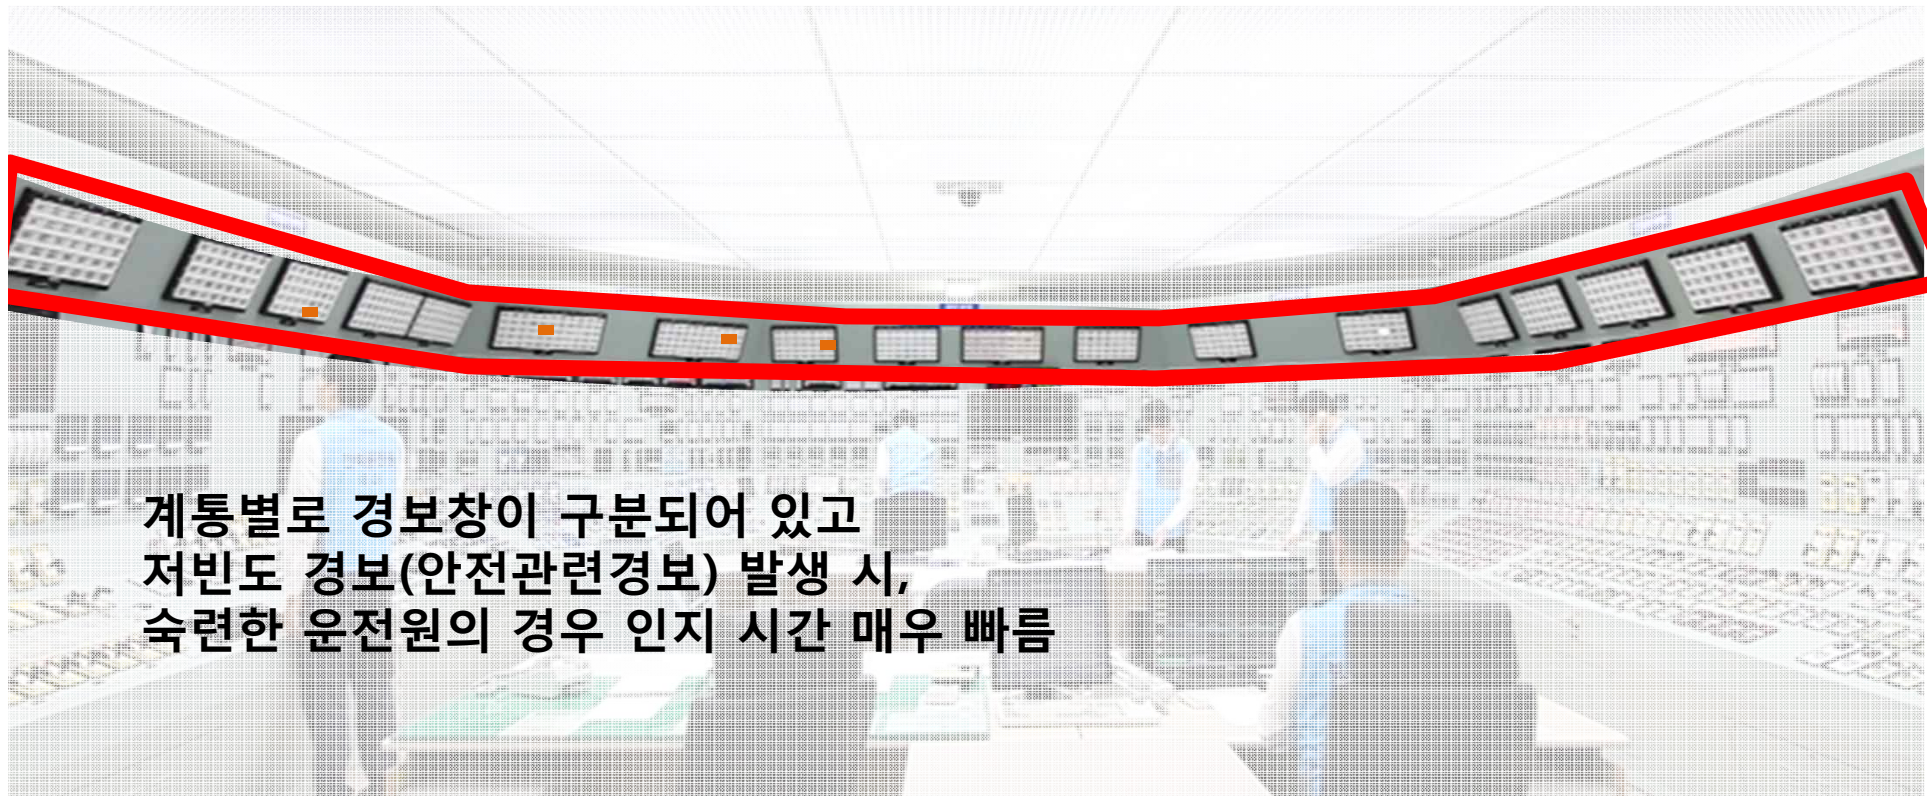 계통별로 경보창이 구분되어 있고
저빈도 경보(안전관련경보) 발생 시,
숙련한 운전원의 경우 인지 시간 매우 빠름